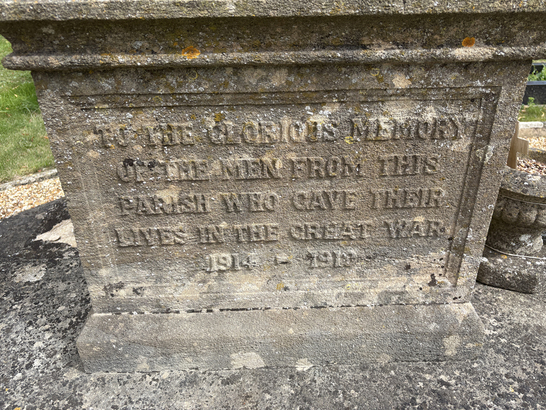 TO THE GLORIOUS MEMORY
OF THE MEN FROM THIS
PARISH WHO GAVE THEIR
LIVES IN THE GREAT WAR.
1914 – 1919.